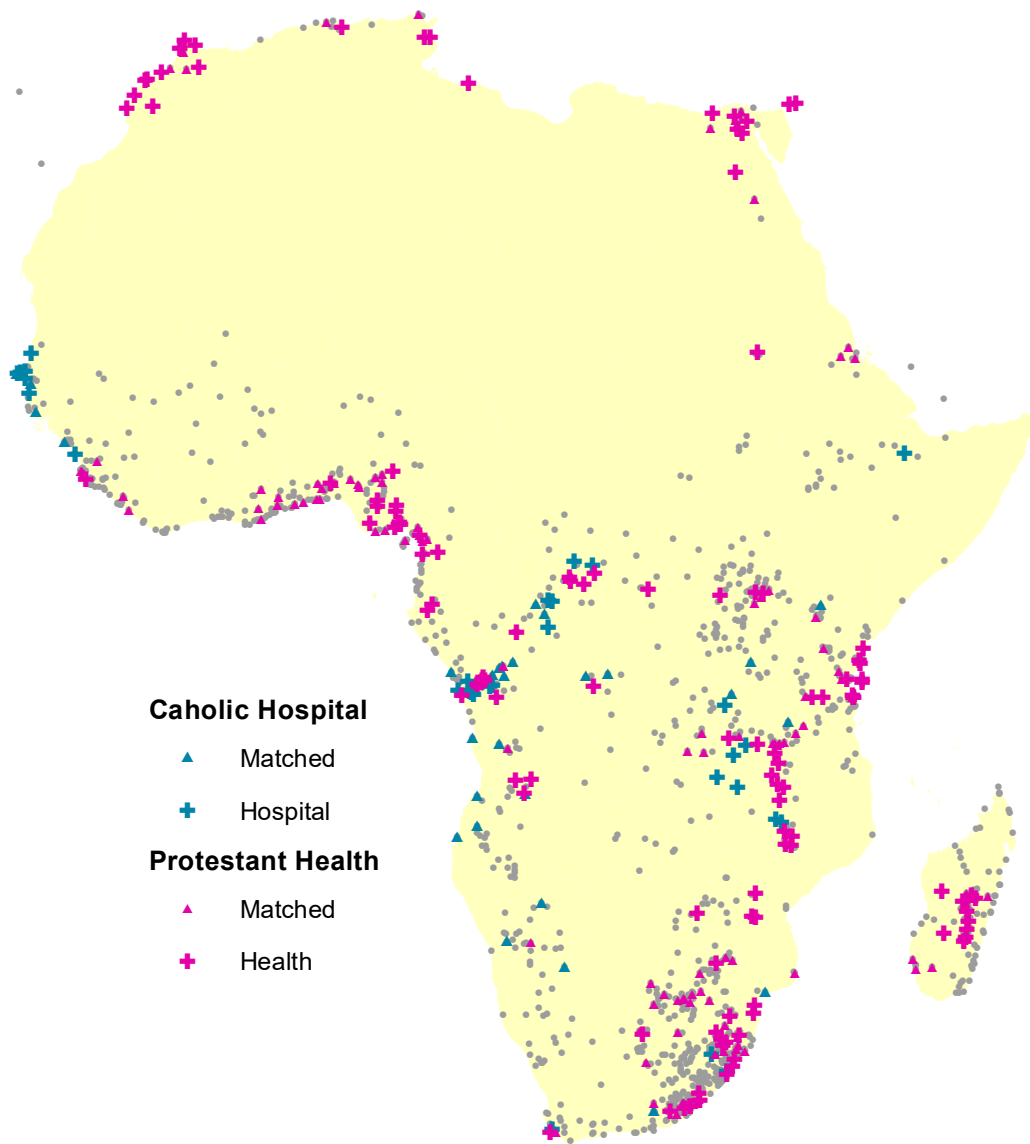 Caholic Hospital
Matched
Hospital
Protestant Health
Matched
Health